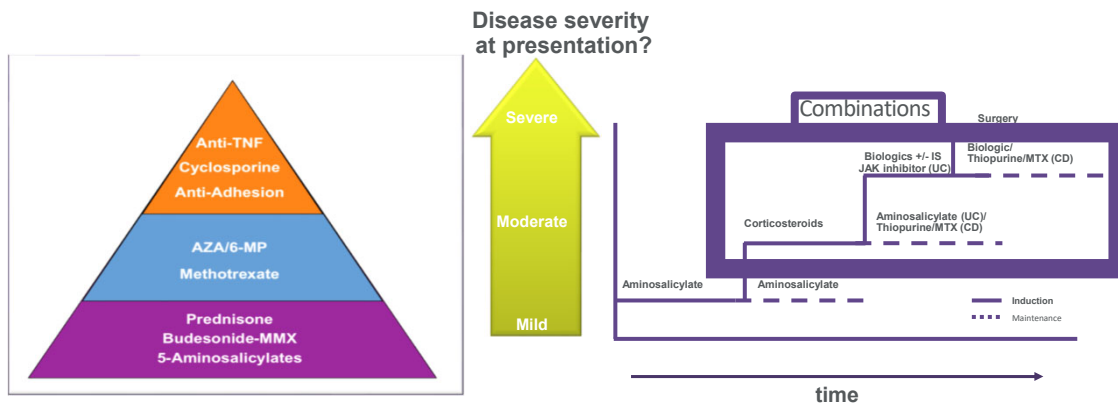 Disease severity
at presentation?
Anti-TNF
Cyclosporine
Anti-Adhesion
AZA/6-MP
Methotrexate
Prednisone
Budesonide-MMX
5-Aminosalicylates
Severe
Moderate
Mild
Combinations
Surgery
Biologics +/- IS
JAK inhibitor (UC)
Biologic/
Thiopurine/MTX (CD)
Corticosteroids
Aminosalicylate (UC)/
Thiopurine/MTX (CD)
Aminosalicylate
Aminosalicylate
Induction
Maintenance
time